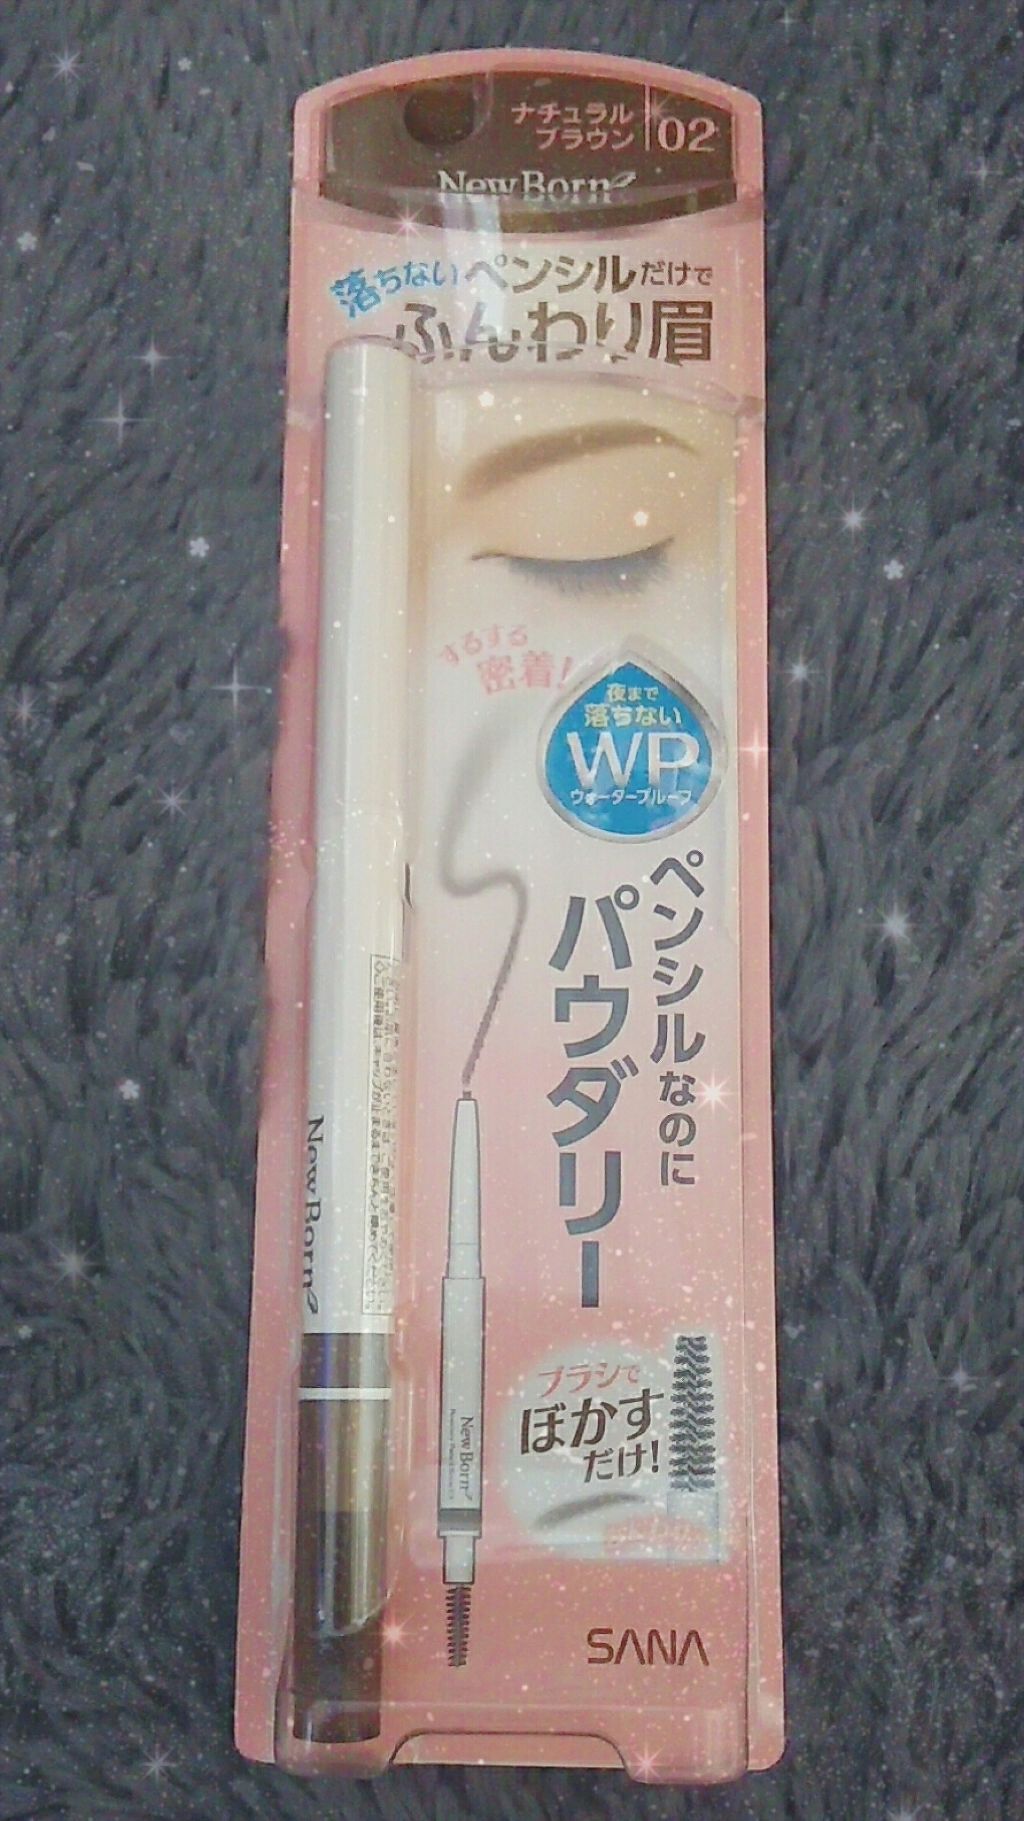 ナチュラル
ブラウン
02
NewBorn
落ちないペンシルだけで
ふんわり眉
するする
密着!
夜まで
落ちない
WP
ウォータープルーフ
ペンシルなのに
パウダリー
NewBorn
ブラシで
ぼかす
だけ!
NewBorn
SANA